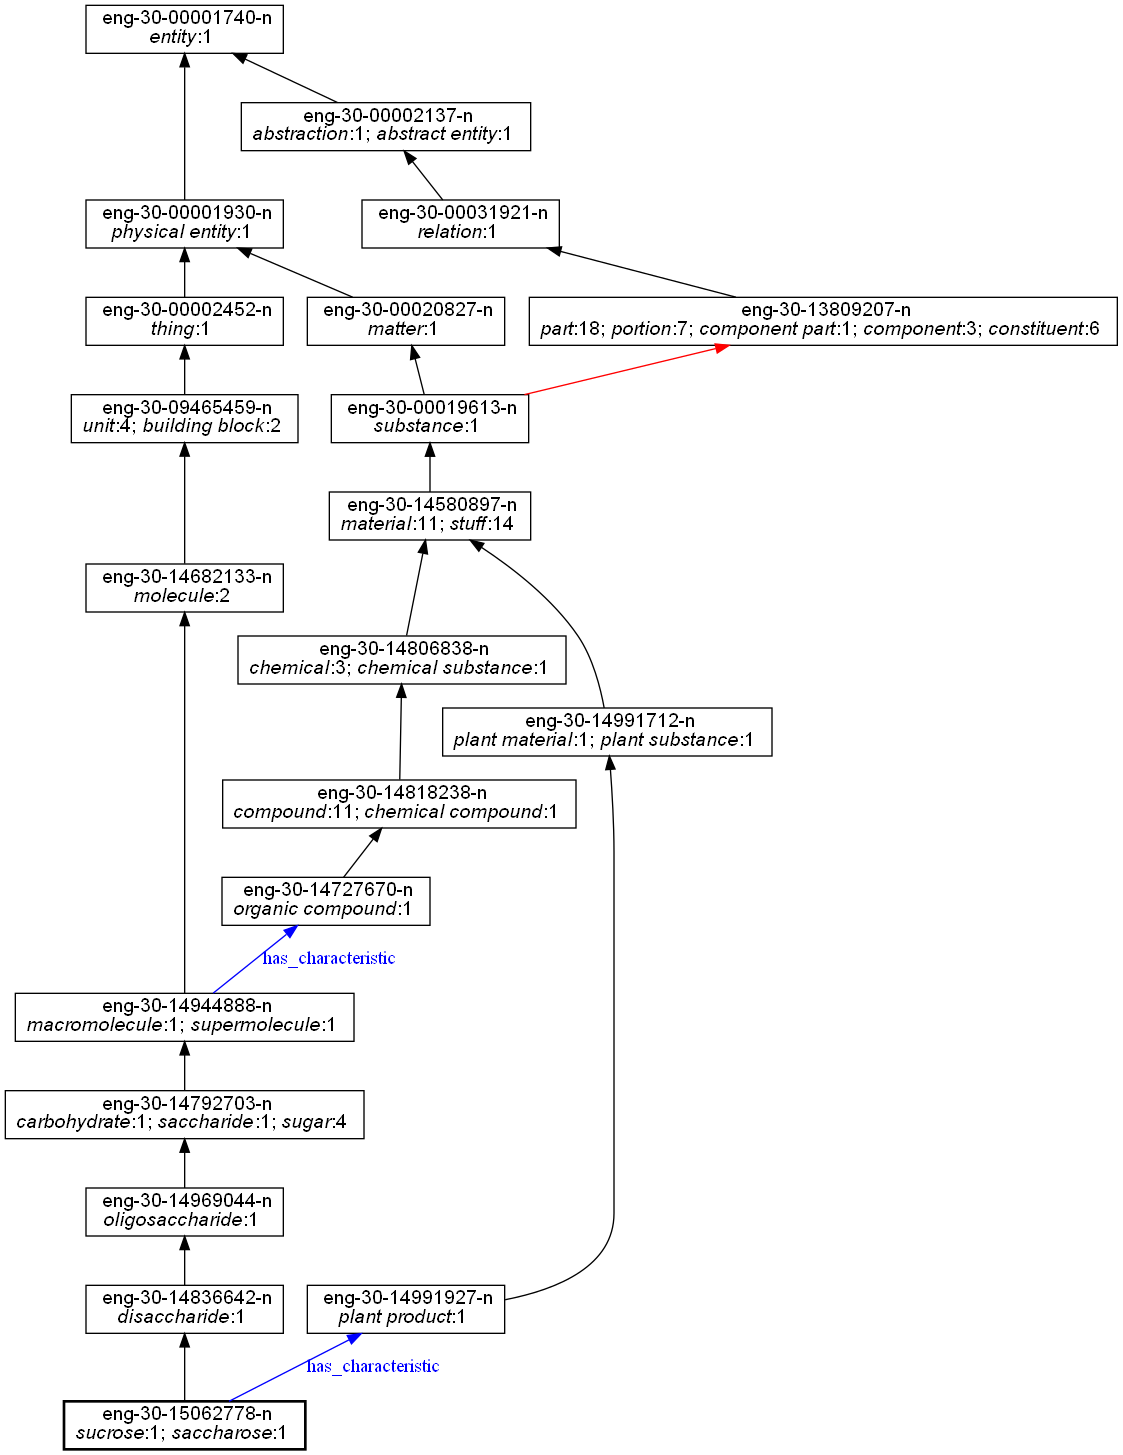 eng-30-00001740-n
entity:1
eng-30-00002137-n
abstraction:1; abstract entity:1
eng-30-00001930-n
physical entity:1
eng-30-00031921-n
relation:1
eng-30-00002452-n
thing:1
eng-30-00020827-n
matter:1
eng-30-13809207-n
part:18; portion:7; component part:1; component:3; constituent:6
eng-30-09465459-n
unit:4; building block:2
eng-30-00019613-n
substance:1
eng-30-14580897-n
material:11; stuff:14
eng-30-14682133-n
molecule:2
eng-30-14806838-n
chemical:3; chemical substance:1
eng-30-14991712-n
plant material:1; plant substance:1
eng-30-14818238-n
compound:11; chemical compound:1
eng-30-14727670-n
organic compound:1
has_characteristic
eng-30-14944888-n
macromolecule:1; supermolecule:1
eng-30-14792703-n
carbohydrate:1; saccharide:1; sugar:4
eng-30-14969044-n
oligosaccharide:1
eng-30-14836642-n
disaccharide:1
eng-30-14991927-n
plant product:1
has_characteristic
eng-30-15062778-n
sucrose:1; saccharose:1